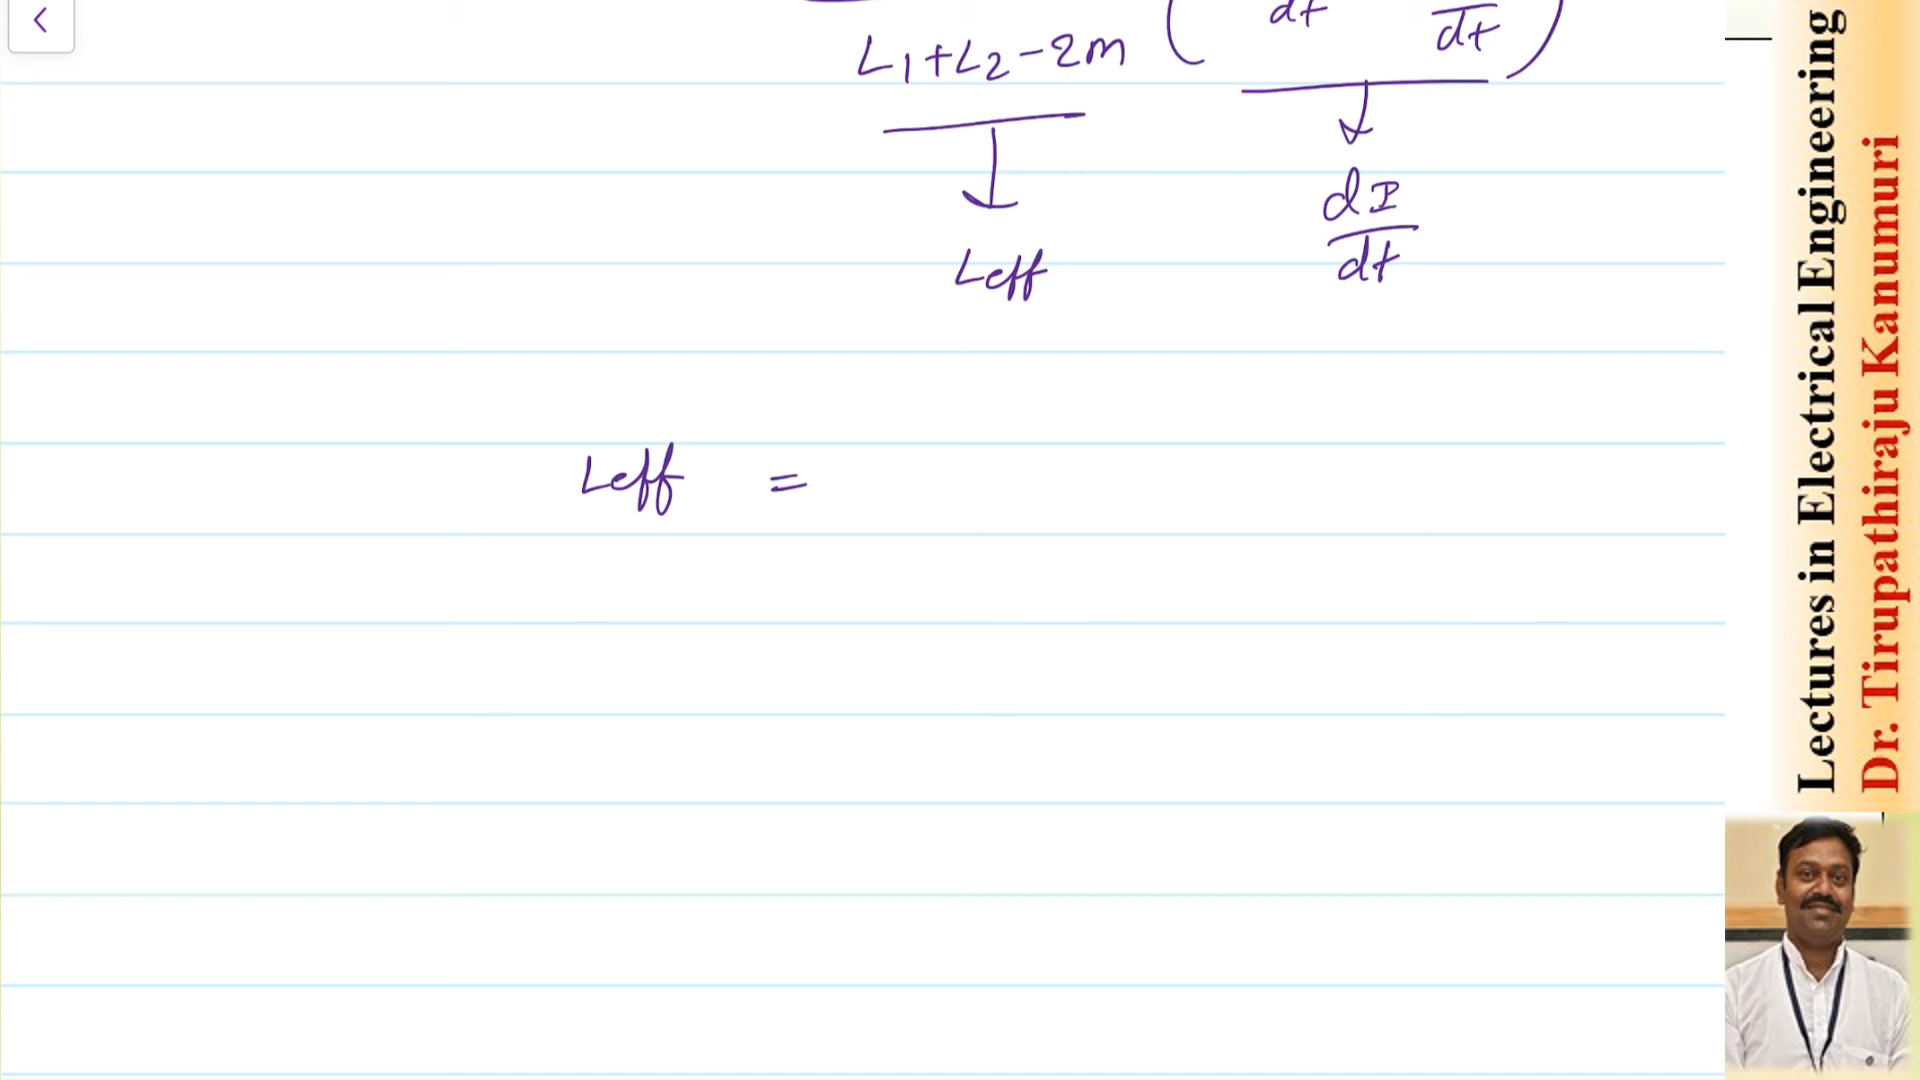 <
dt dt
L1+L2-2m ( )
dI
dt
Leff
Leff =
Lectures in Electrical Engineering
Dr. Tirupathiraju Kanumuri